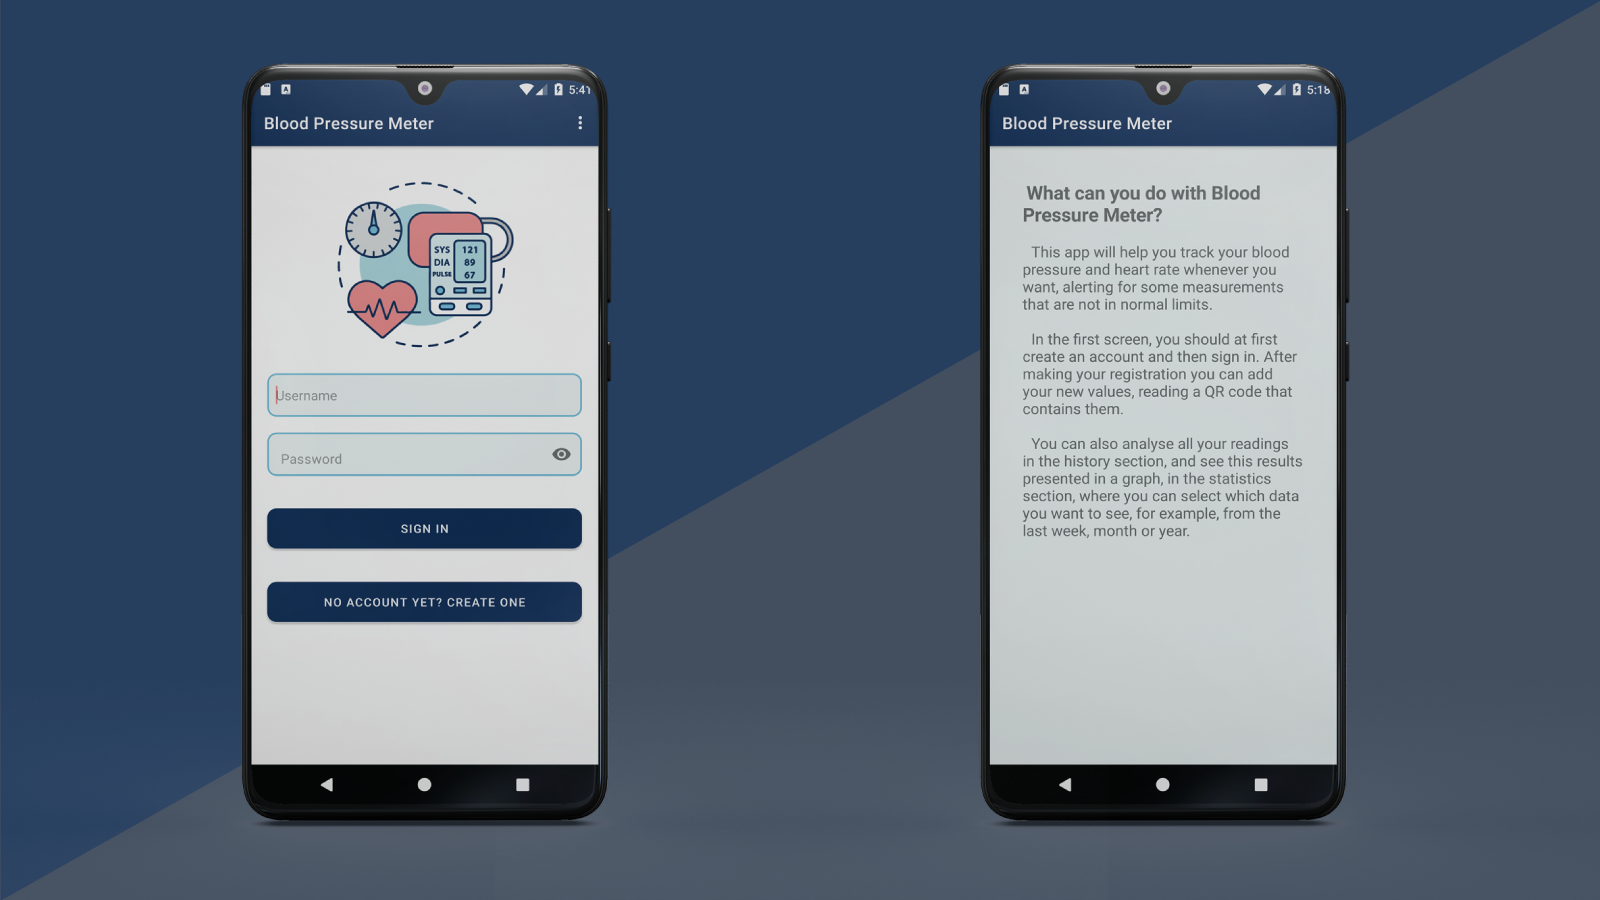 5:41
Blood Pressure Meter
SYS 121
DIA 89
PULSE 67
Username
Password
SIGN IN
NO ACCOUNT YET? CREATE ONE
5:18
Blood Pressure Meter
What can you do with Blood
Pressure Meter?
This app will help you track your blood
pressure and heart rate whenever you
want, alerting for some measurements
that are not in normal limits.
In the first screen, you should at first
create an account and then sign in. After
making your registration you can add
your new values, reading a QR code that
contains them.
You can also analyse all your readings
in the history section, and see this results
presented in a graph, in the statistics
section, where you can select which data
you want to see, for example, from the
last week, month or year.